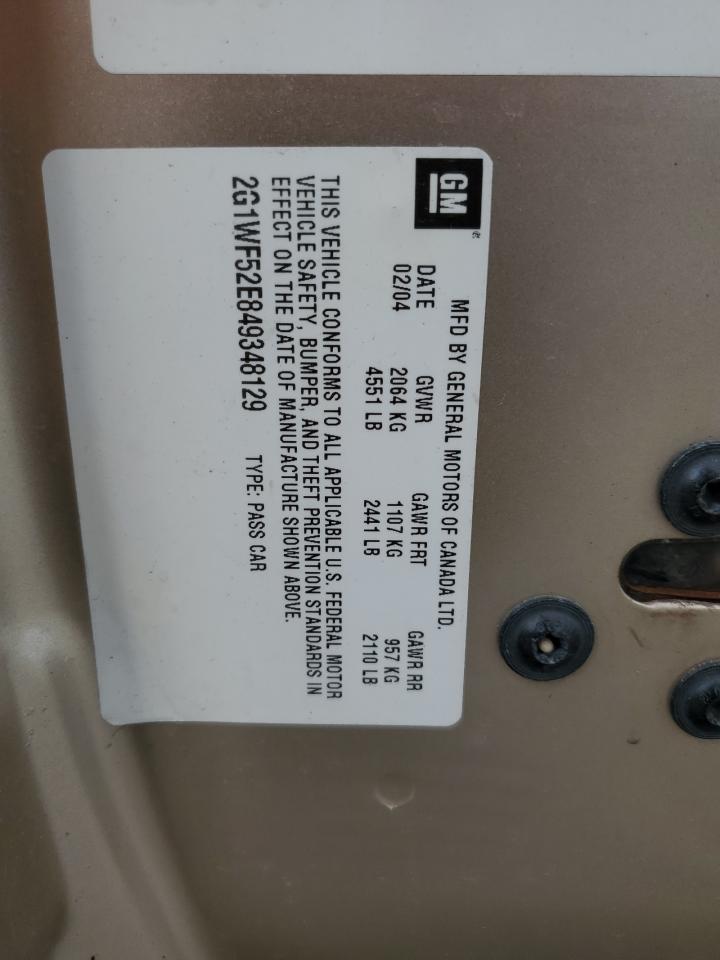 GM®
MFD BY GENERAL MOTORS OF CANADA LTD.
DATE GVWR GAWR FRT GAWR RR
02/04 2064 KG 1107 KG 957 KG
4551 LB 2441 LB 2110 LB
THIS VEHICLE CONFORMS TO ALL APPLICABLE U.S. FEDERAL MOTOR
VEHICLE SAFETY, BUMPER, AND THEFT PREVENTION STANDARDS IN
EFFECT ON THE DATE OF MANUFACTURE SHOWN ABOVE.
2G1WF52E849348129 TYPE: PASS CAR